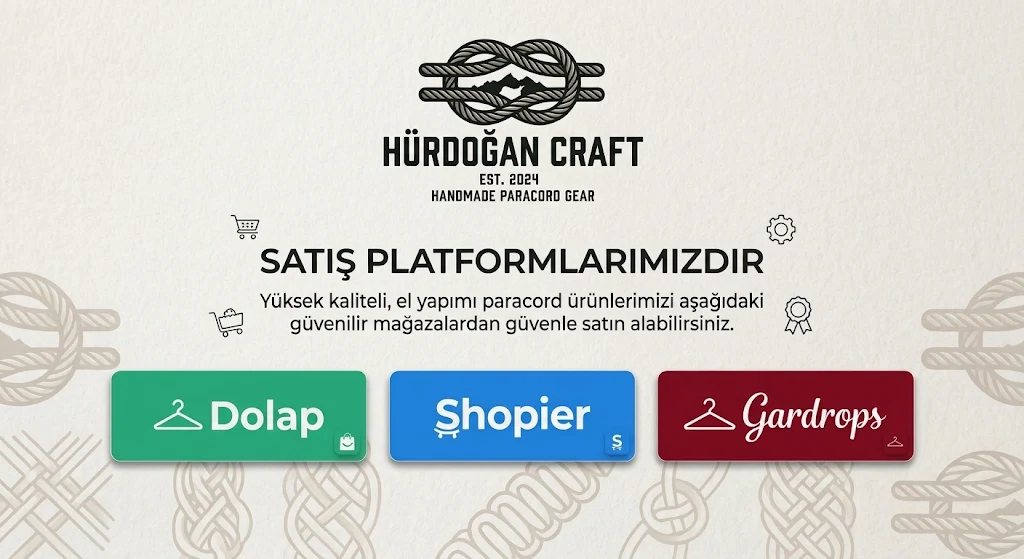 HÜRDOĞAN CRAFT
EST. 2024
HANDMADE PARACORD GEAR
SATIŞ PLATFORMLARIMIZDIR
Yüksek kaliteli, el yapımı paracord ürünlerimizi aşağıdaki
güvenilir mağazalardan güvenle satın alabilirsiniz.
Dolap
Shopier
S
Gardrops